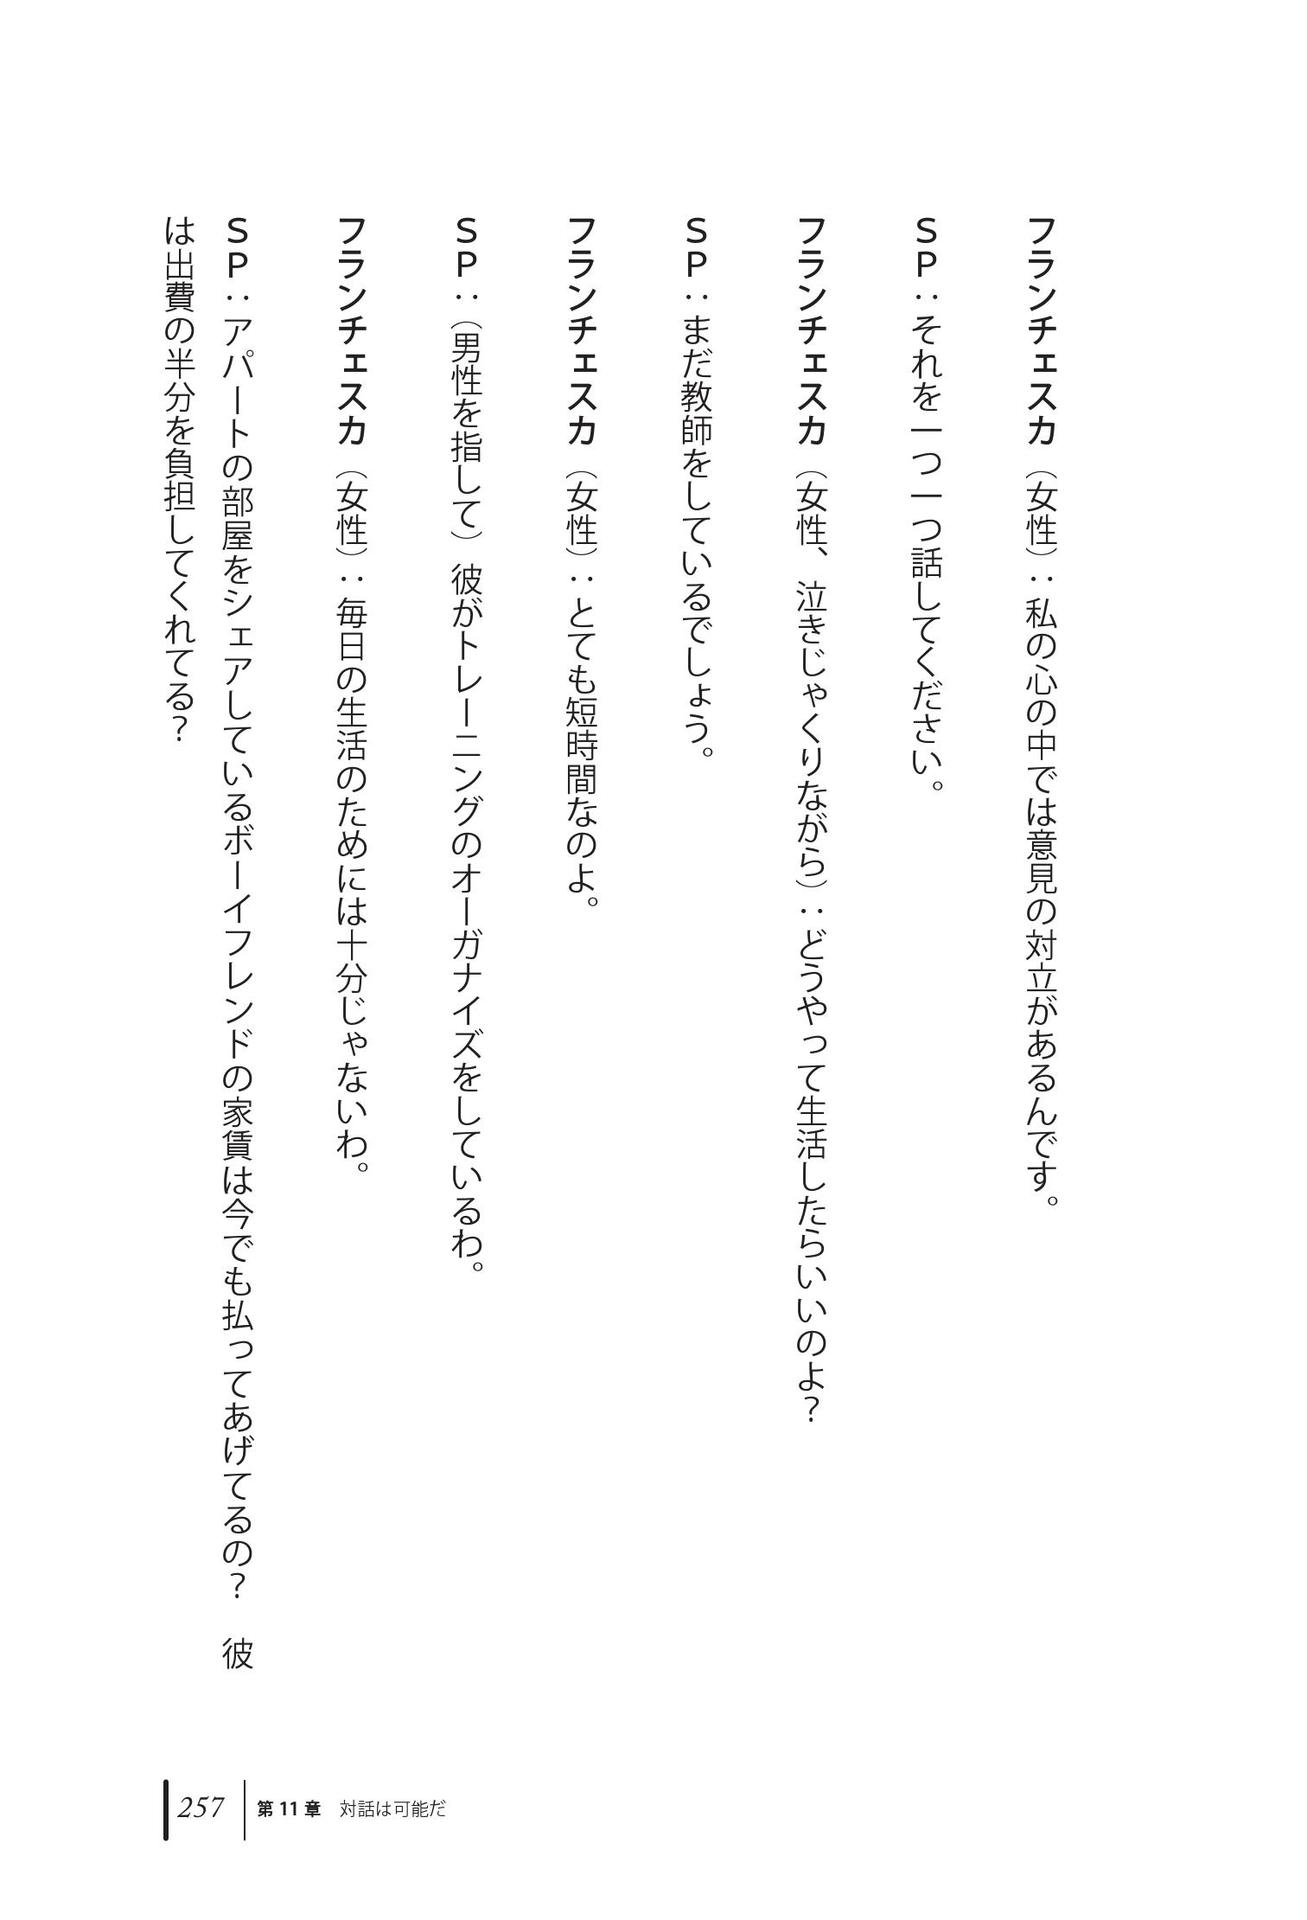 フランチェスカ（女性）：私の心の中では意見の対立があるんです。
ＳＰ：それを一つ一つ話してください。
フランチェスカ（女性、泣きじゃくりながら）：どうやって生活したらいいのよ？
ＳＰ：まだ教師をしているでしょう。
フランチェスカ（女性）：とても短時間なのよ。
ＳＰ：（男性を指して）彼がトレーニングのオーガナイズをしているわ。
フランチェスカ（女性）：毎日の生活のためには十分じゃないわ。
ＳＰ：アパートの部屋をシェアしているボーイフレンドの家賃は今でも払ってあげてるの？　彼
は出費の半分を負担してくれてる？
257 第 11 章　対話は可能だ